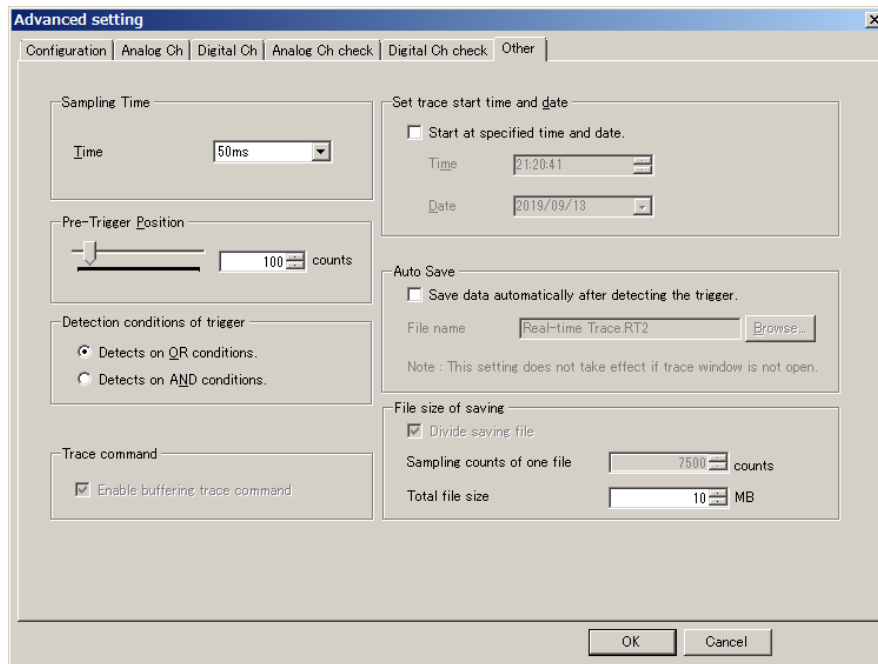 Advanced setting
Configuration
Analog Ch
Digital Ch
Analog Ch check
Digital Ch check
Other
Sampling Time
Time
50ms
Pre-Trigger Position
100
counts
Detection conditions of trigger
Detects on OR conditions.
Detects on AND conditions.
Trace command
Enable buffering trace command
Set trace start time and date
Start at specified time and date.
Time
21:20:41
Date
2019/09/13
Auto Save
Save data automatically after detecting the trigger.
File name
Real-time Trace.RT2
Browse...
Note : This setting does not take effect if trace window is not open.
File size of saving
Divide saving file
Sampling counts of one file
7500
counts
Total file size
10
MB
OK
Cancel